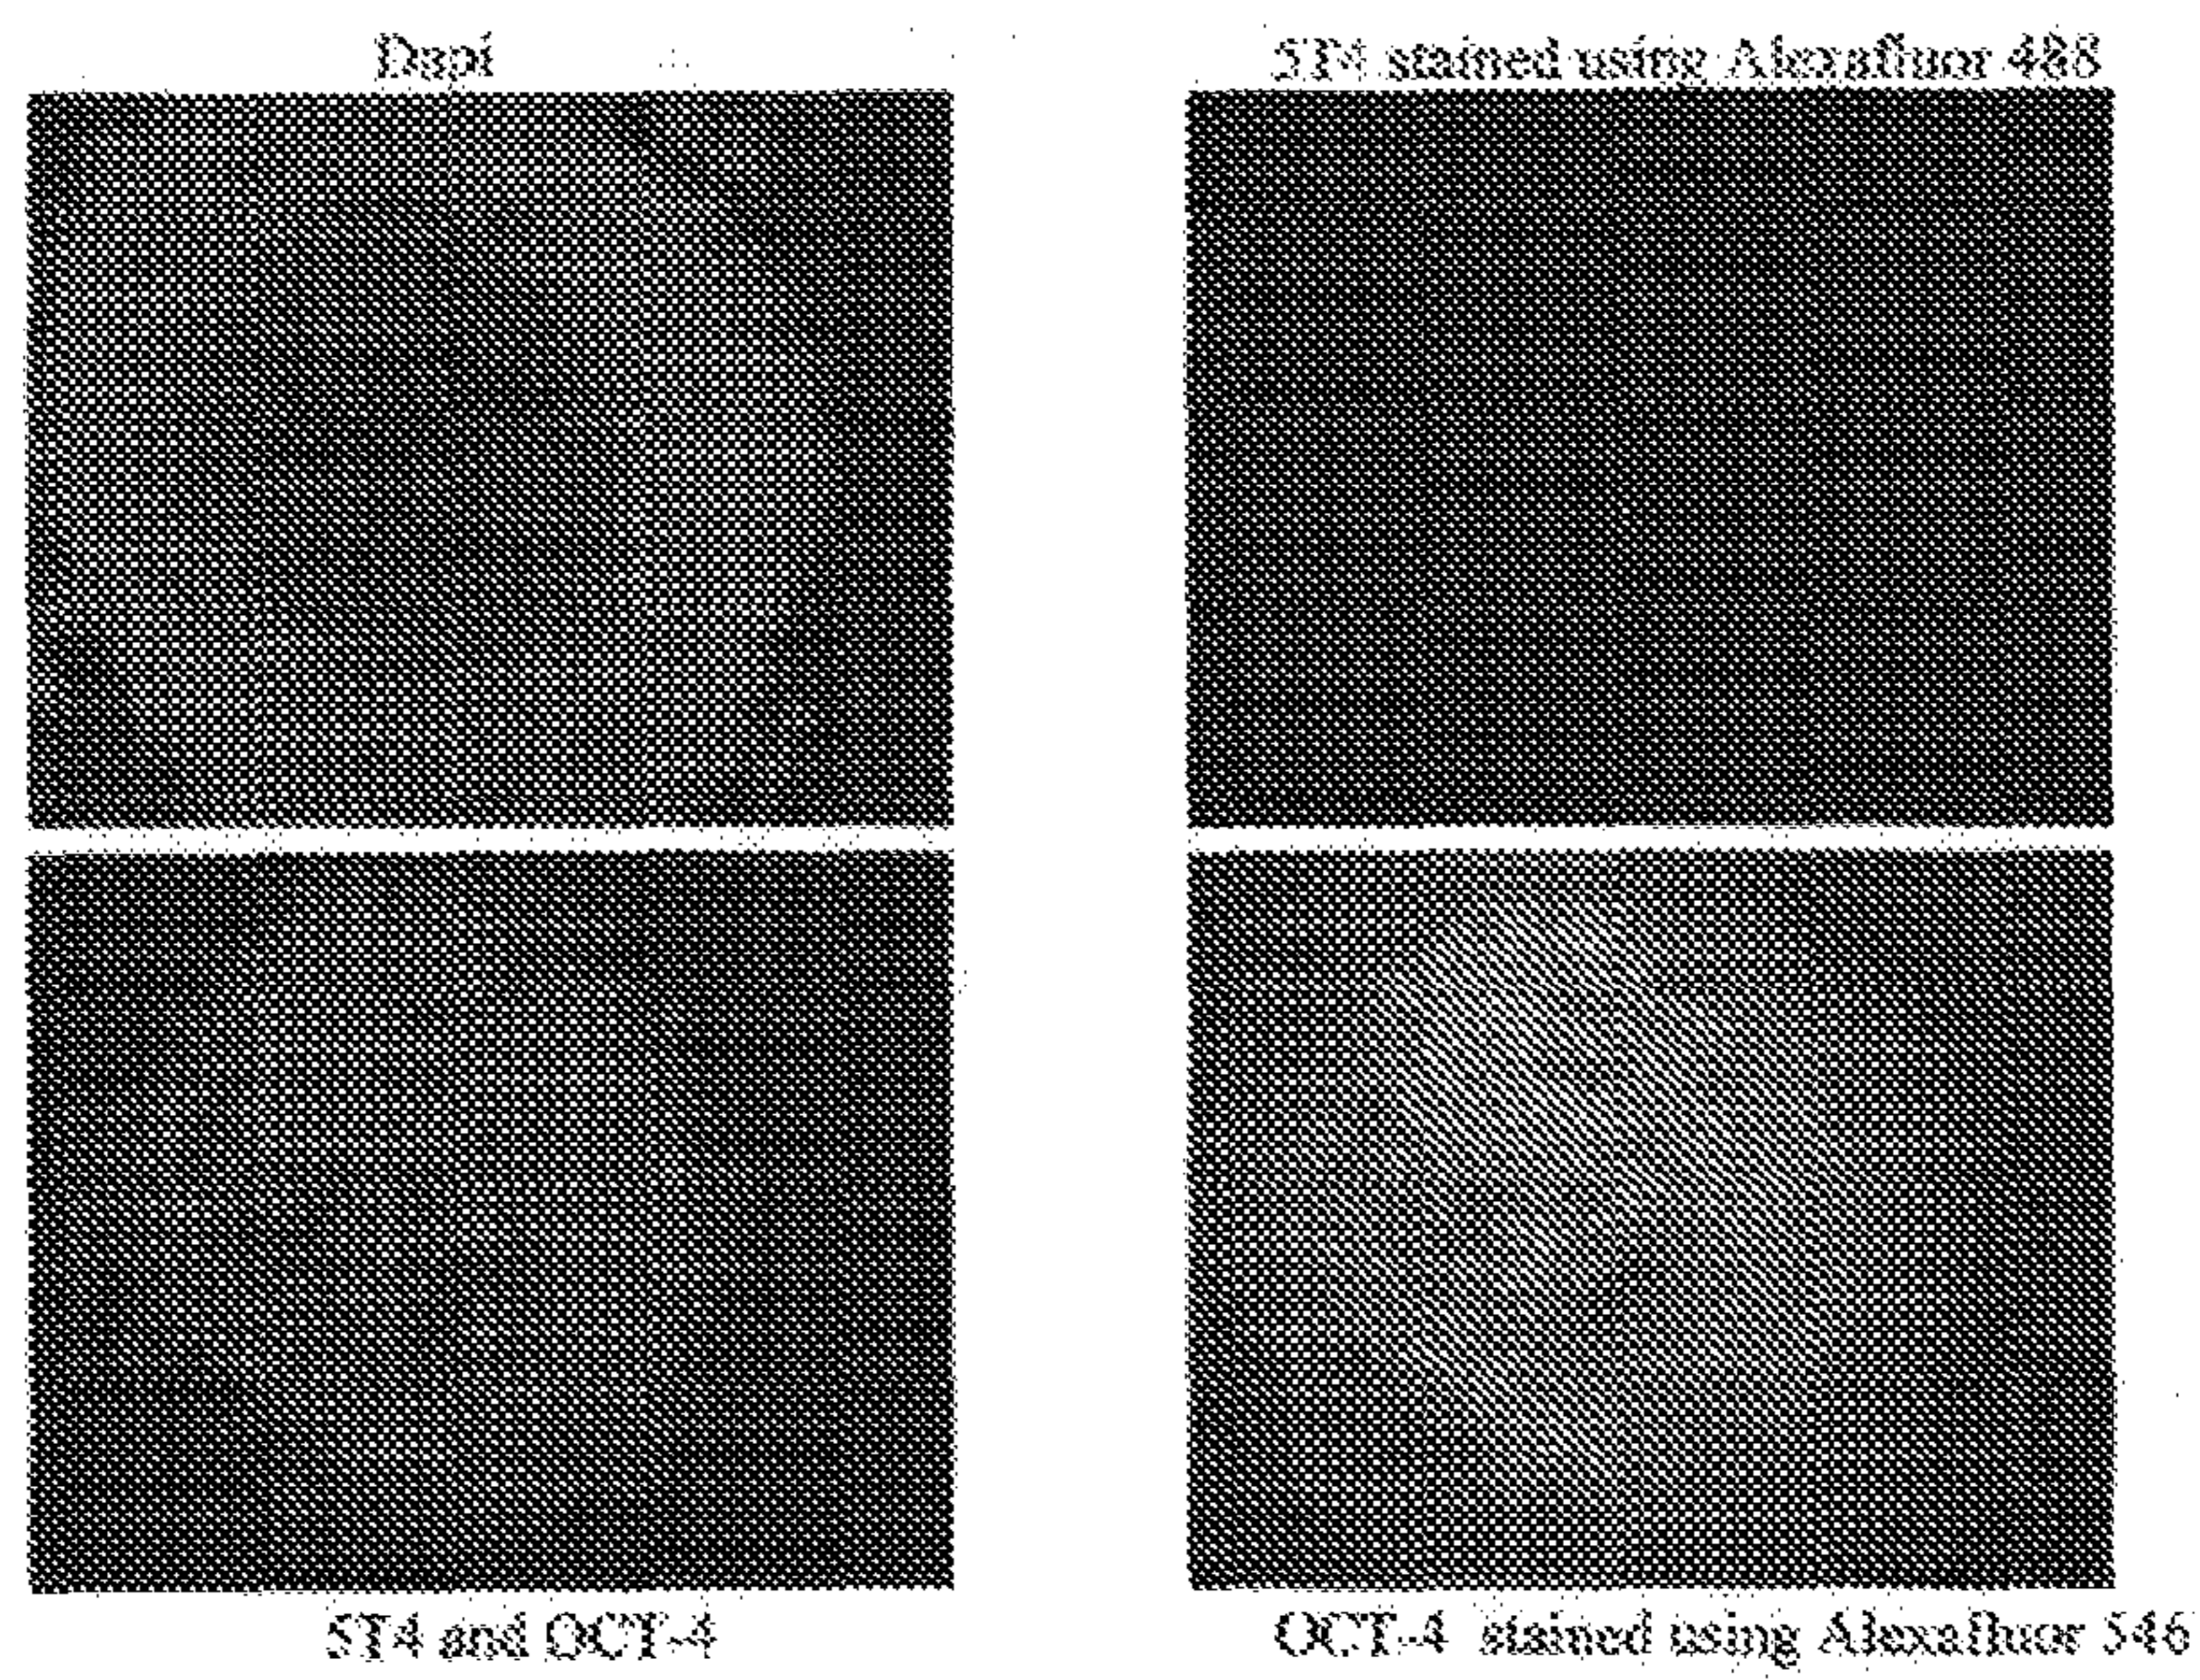 Dapi
5T4 stained using Alexafluor 488
5T4 and OCT-4
OCT-4 stained using Alexafluor 546